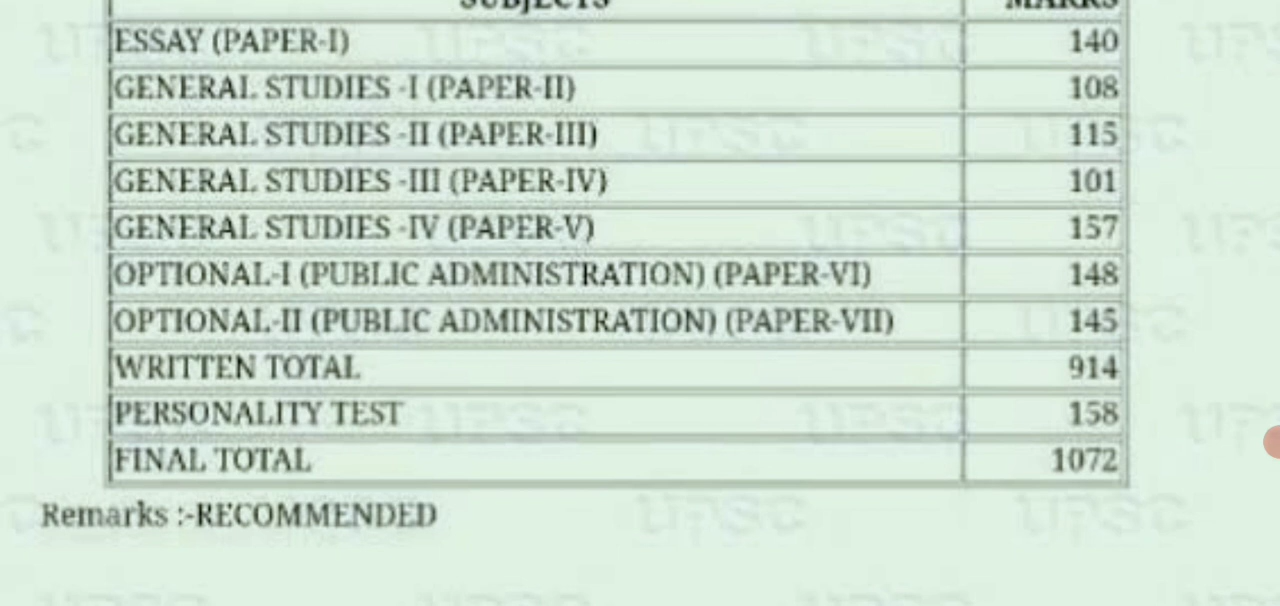 SUBJECTS MARKS
ESSAY (PAPER-I) 140
GENERAL STUDIES -I (PAPER-II) 108
GENERAL STUDIES -II (PAPER-III) 115
GENERAL STUDIES -III (PAPER-IV) 101
GENERAL STUDIES -IV (PAPER-V) 157
OPTIONAL-I (PUBLIC ADMINISTRATION) (PAPER-VI) 148
OPTIONAL-II (PUBLIC ADMINISTRATION) (PAPER-VII) 145
WRITTEN TOTAL 914
PERSONALITY TEST 158
FINAL TOTAL 1072
Remarks :-RECOMMENDED